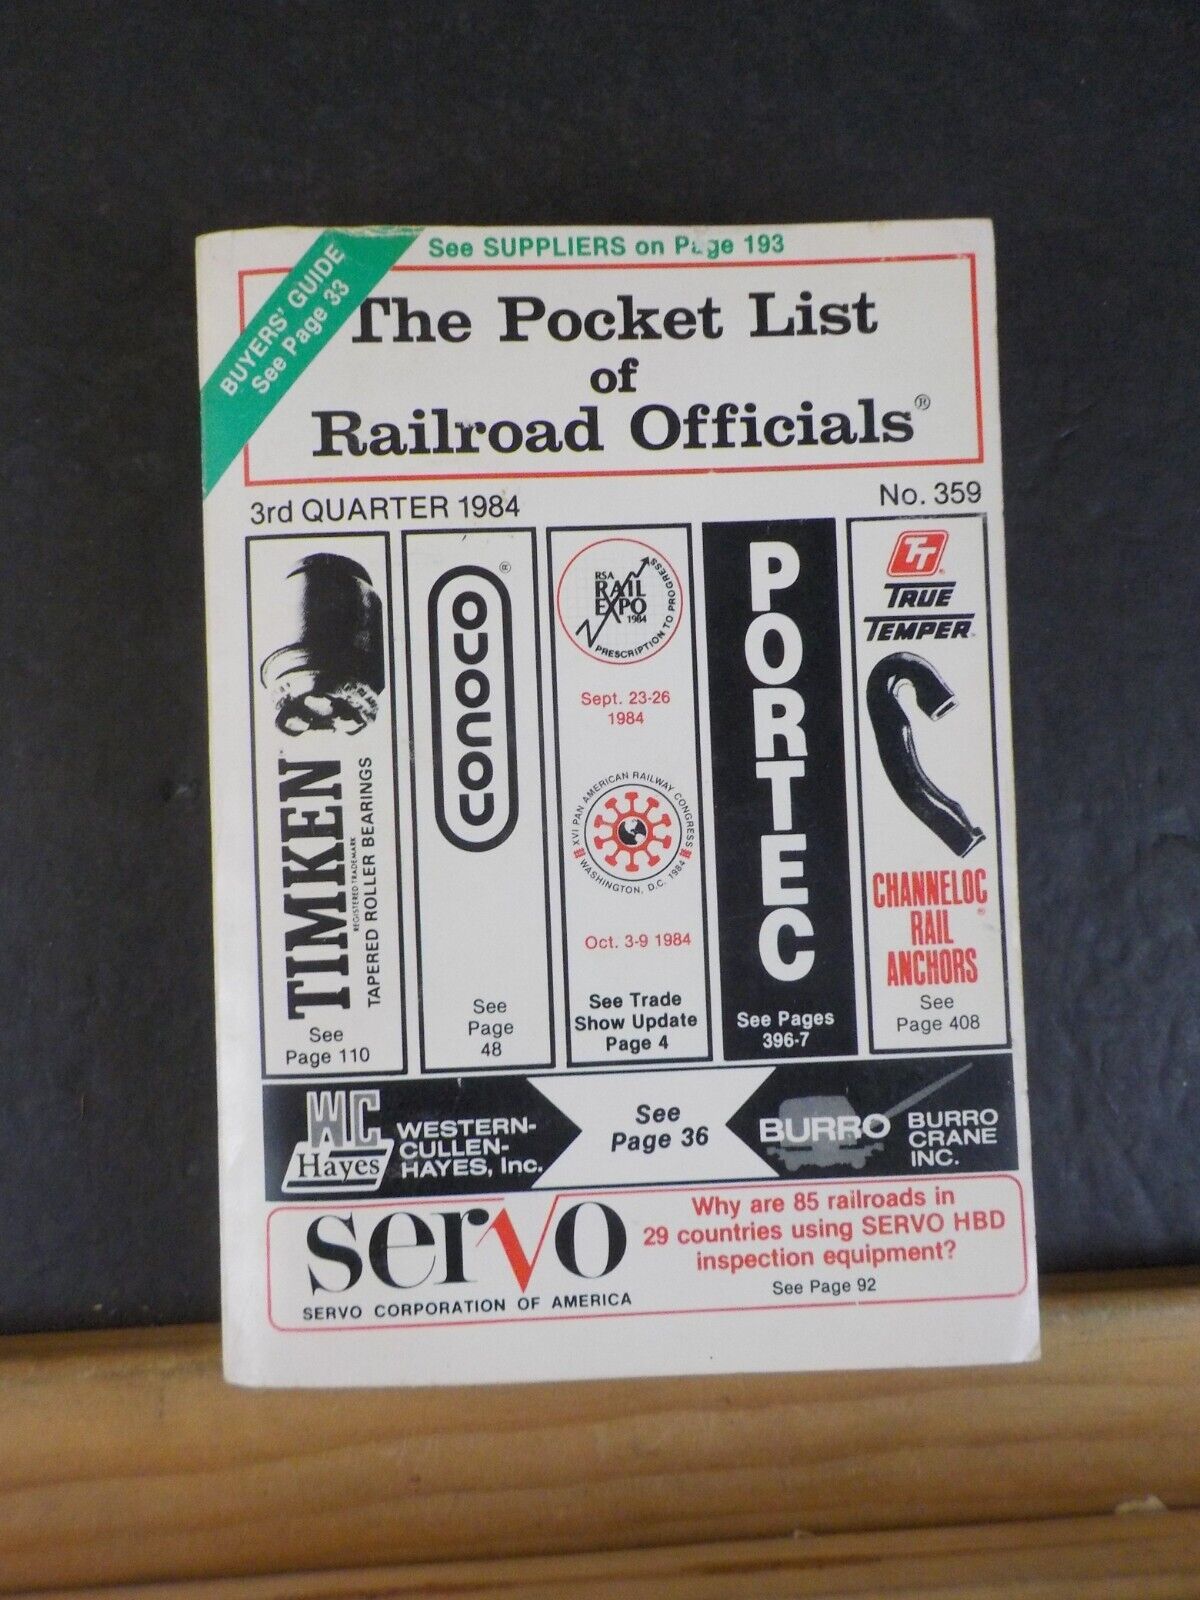 BUYERS' GUIDE
See Page 33
See SUPPLIERS on Page 193
The Pocket List
of
Railroad Officials®
3rd QUARTER 1984
No. 359
TIMKEN
REGISTERED TRADEMARK
TAPERED ROLLER BEARINGS
See
Page 110
conoco®
See
Page
48
RSA
RAIL
EXPO
1984
PRESCRIPTION TO PROGRESS
Sept. 23-26
1984
XVI PAN AMERICAN RAILWAY CONGRESS
WASHINGTON, D.C. 1984
Oct. 3-9 1984
See Trade
Show Update
Page 4
PORTEC
See Pages
396-7
TT
TRUE
TEMPER
CHANNELOC®
RAIL
ANCHORS
See
Page 408
WC
Hayes
WESTERN-
CULLEN-
HAYES, Inc.
See
Page 36
BURRO
BURRO
CRANE
INC.
servo
SERVO CORPORATION OF AMERICA
Why are 85 railroads in
29 countries using SERVO HBD
inspection equipment?
See Page 92